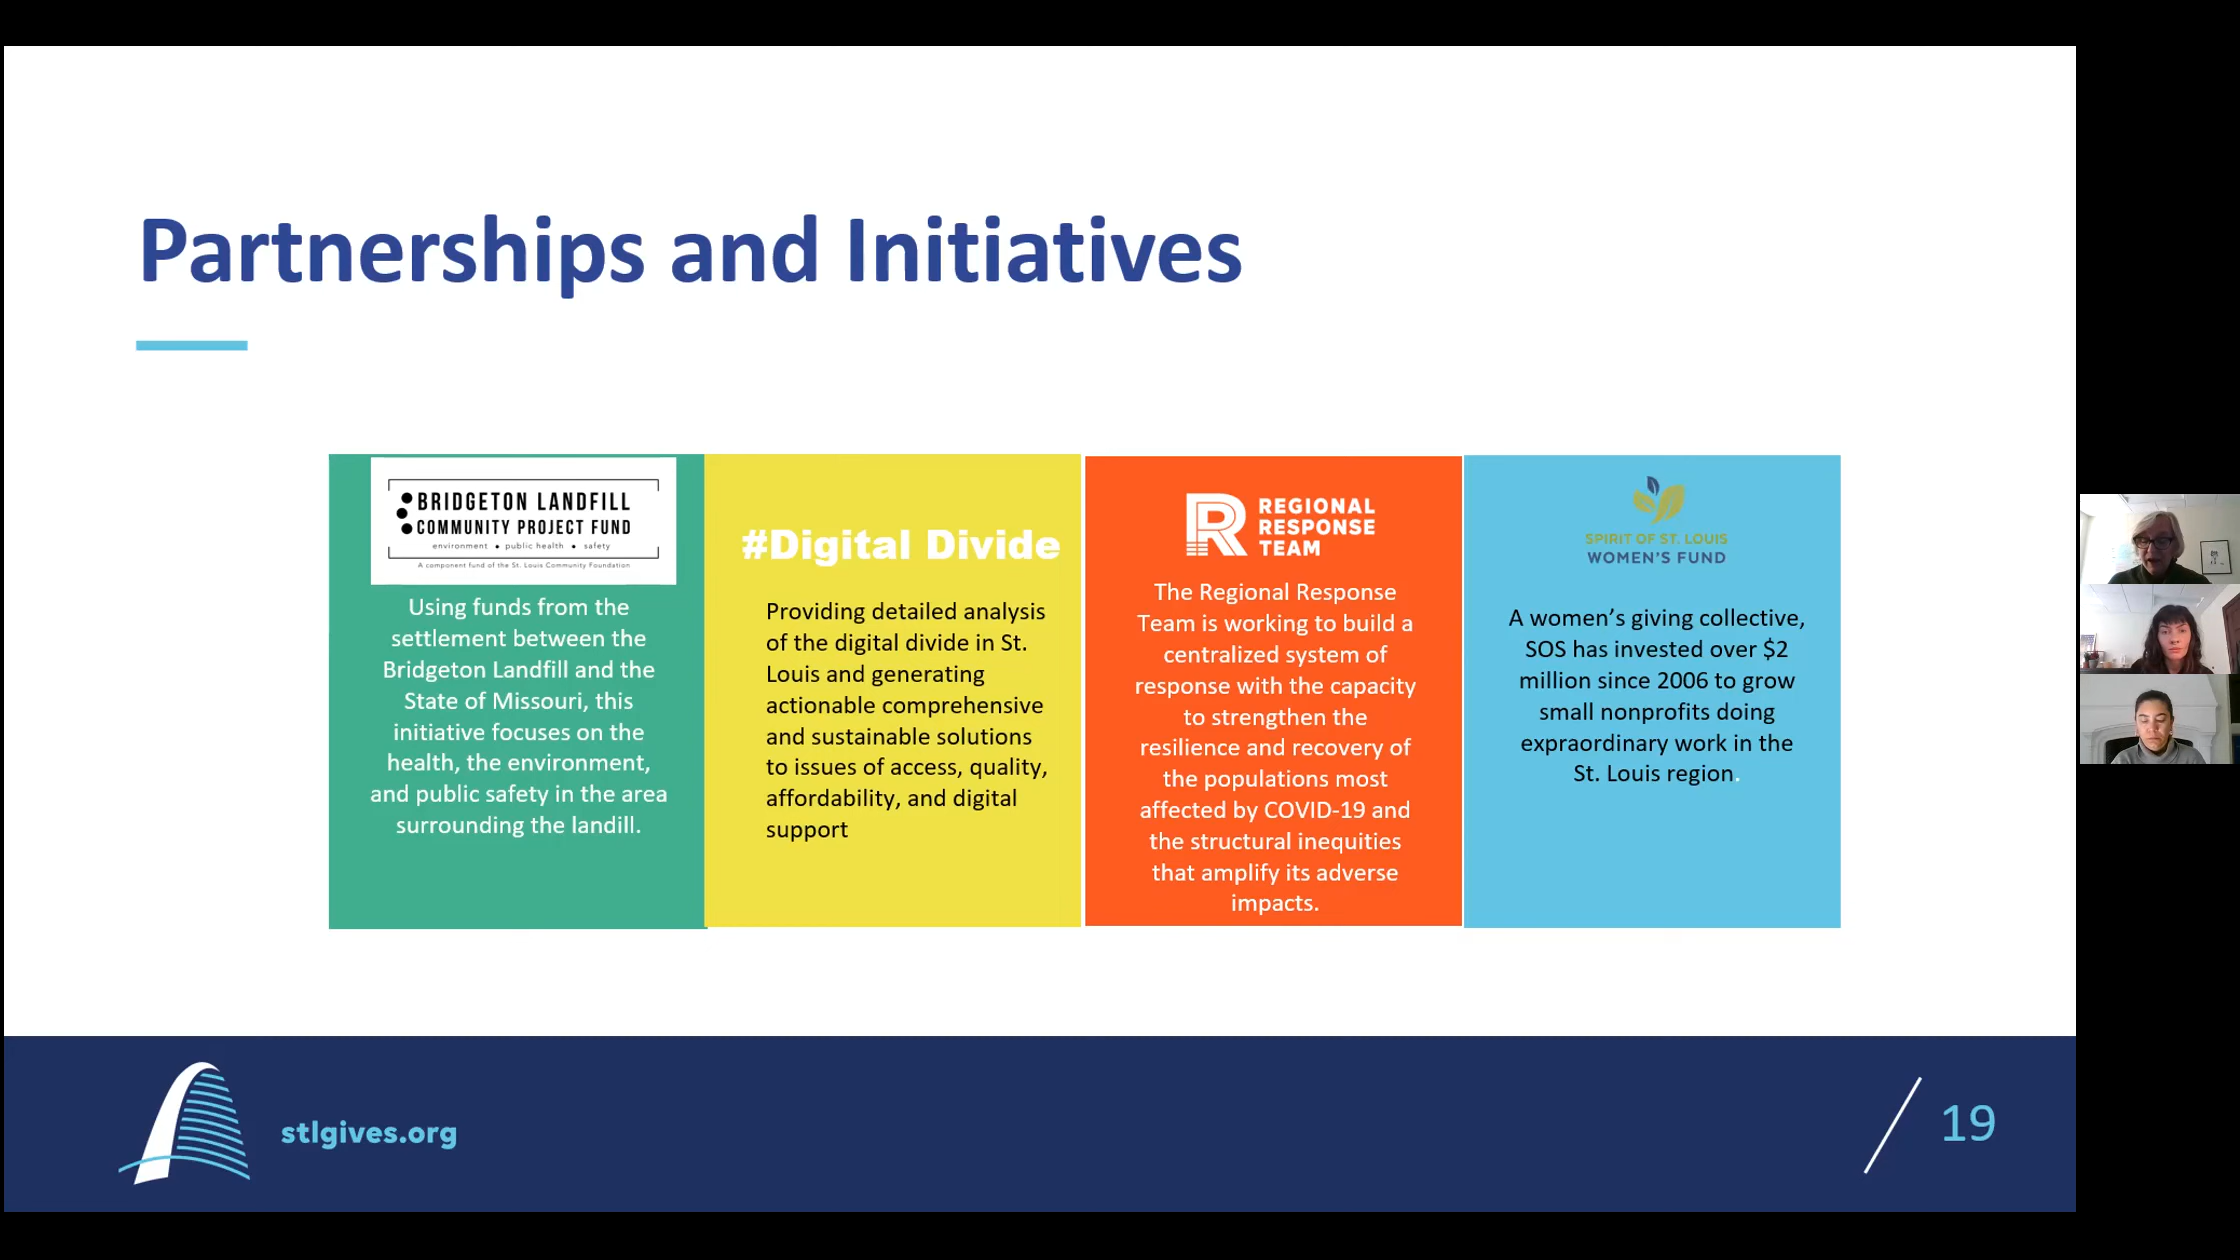 Partnerships and Initiatives
BRIDGETON LANDFILL
COMMUNITY PROJECT FUND
environment • public health • safety
A component fund of the St. Louis Community Foundation
Using funds from the
settlement between the
Bridgeton Landfill and the
State of Missouri, this
initiative focuses on the
health, the environment,
and public safety in the area
surrounding the landill.
#Digital Divide
Providing detailed analysis
of the digital divide in St.
Louis and generating
actionable comprehensive
and sustainable solutions
to issues of access, quality,
affordability, and digital
support
R REGIONAL
RESPONSE
TEAM
The Regional Response
Team is working to build a
centralized system of
response with the capacity
to strengthen the
resilience and recovery of
the populations most
affected by COVID-19 and
the structural inequities
that amplify its adverse
impacts.
SPIRIT OF ST. LOUIS
WOMEN'S FUND
A women’s giving collective,
SOS has invested over $2
million since 2006 to grow
small nonprofits doing
expraordinary work in the
St. Louis region.
stlgives.org
19